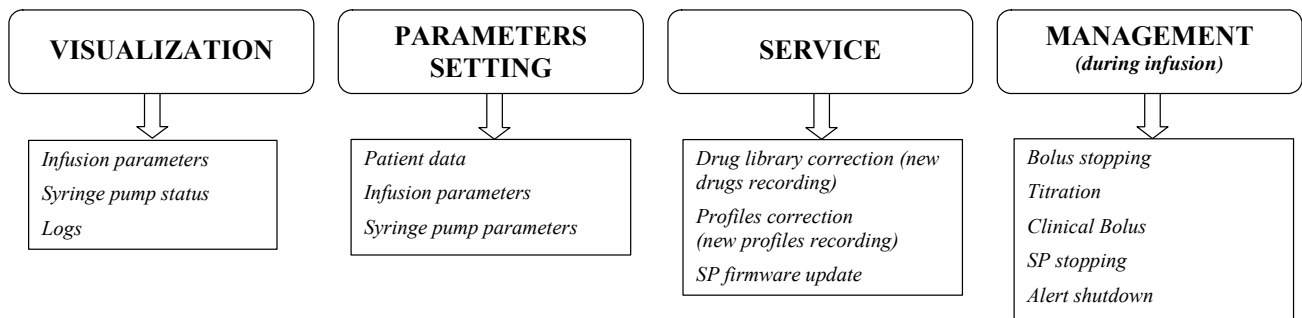 VISUALIZATION
Infusion parameters
Syringe pump status
Logs
PARAMETERS
SETTING
Patient data
Infusion parameters
Syringe pump parameters
SERVICE
Drug library correction (new
drugs recording)
Profiles correction
(new profiles recording)
SP firmware update
MANAGEMENT
(during infusion)
Bolus stopping
Titration
Clinical Bolus
SP stopping
Alert shutdown